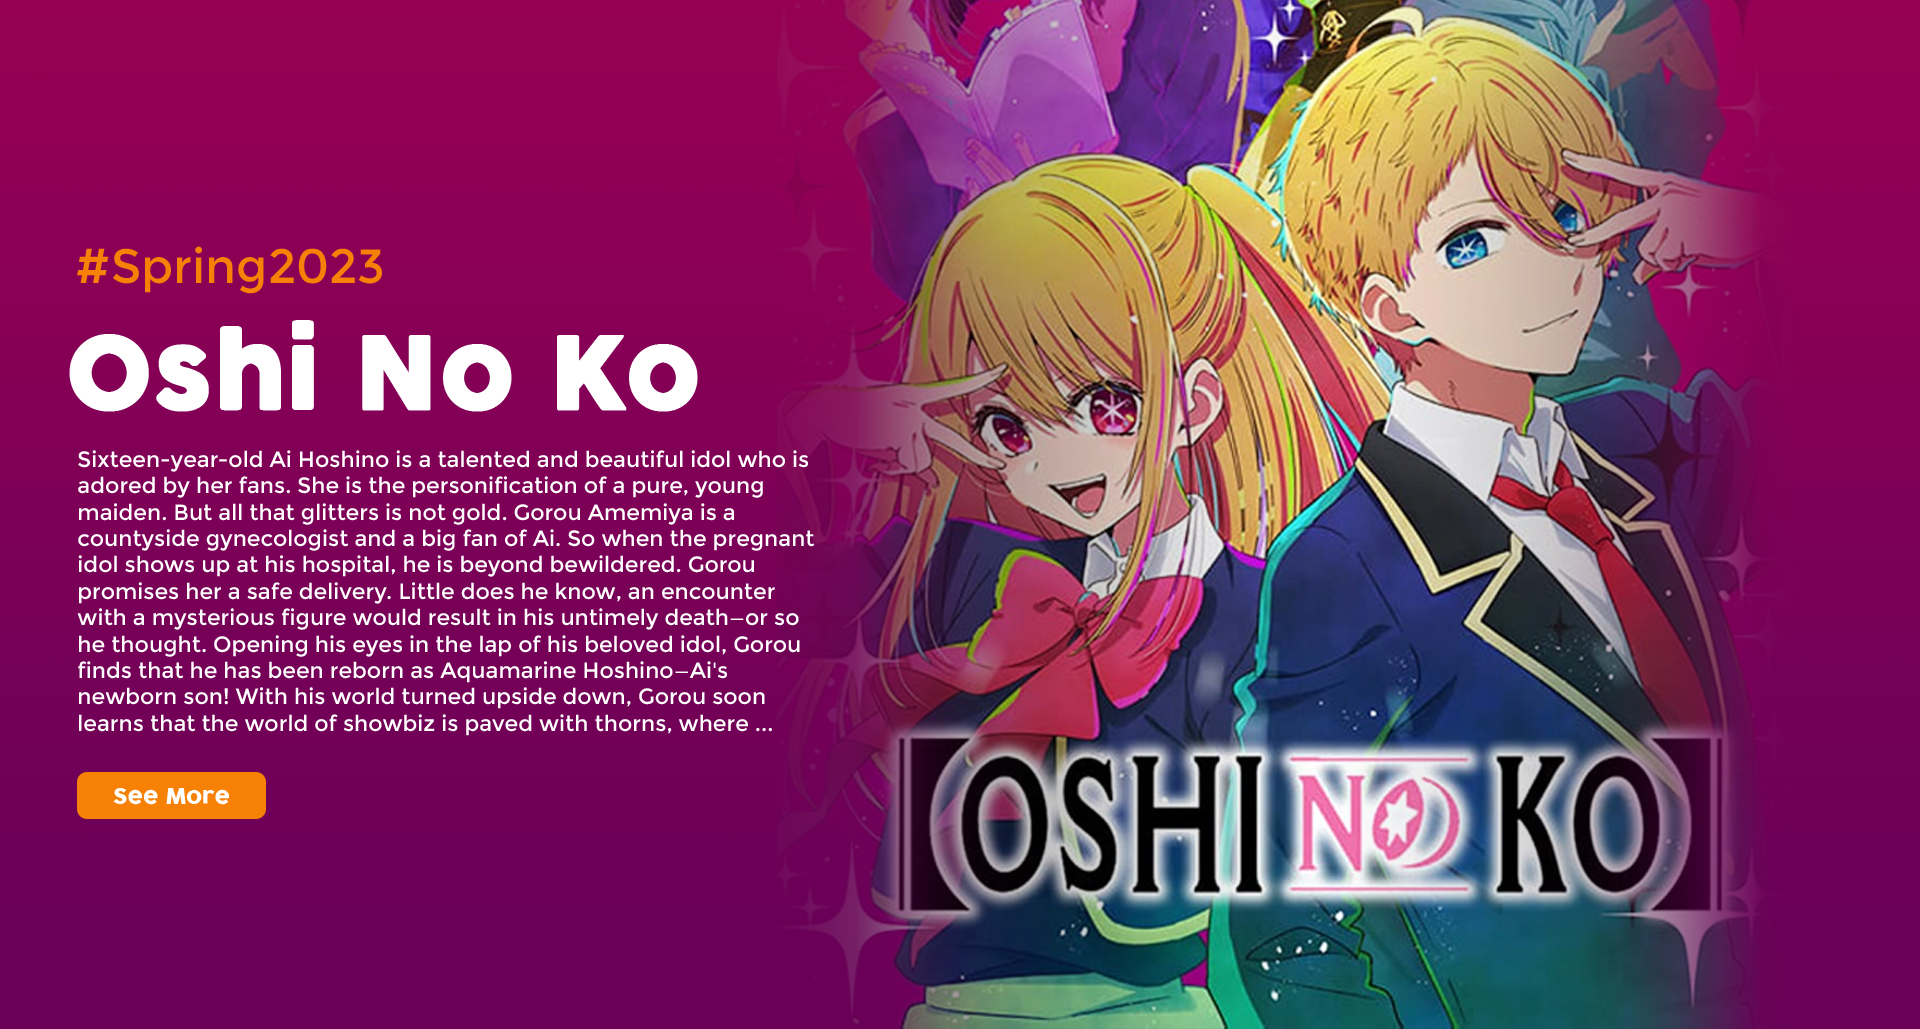 #Spring2023
Oshi No Ko
Sixteen-year-old Ai Hoshino is a talented and beautiful idol who is
adored by her fans. She is the personification of a pure, young
maiden. But all that glitters is not gold. Gorou Amemiya is a
countyside gynecologist and a big fan of Ai. So when the pregnant
idol shows up at his hospital, he is beyond bewildered. Gorou
promises her a safe delivery. Little does he know, an encounter
with a mysterious figure would result in his untimely death—or so
he thought. Opening his eyes in the lap of his beloved idol, Gorou
finds that he has been reborn as Aquamarine Hoshino—Ai's
newborn son! With his world turned upside down, Gorou soon
learns that the world of showbiz is paved with thorns, where ...
See More
[OSHI NO KO]